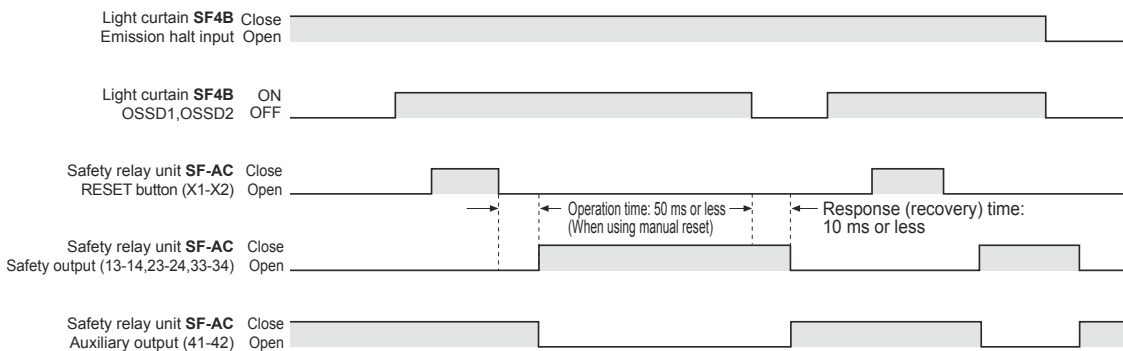 Light curtain SF4B Close
Emission halt input Open
Light curtain SF4B ON
OSSD1,OSSD2 OFF
Safety relay unit SF-AC Close
RESET button (X1-X2) Open
Operation time: 50 ms or less
(When using manual reset)
Response (recovery) time:
10 ms or less
Safety relay unit SF-AC Close
Safety output (13-14,23-24,33-34) Open
Safety relay unit SF-AC Close
Auxiliary output (41-42) Open